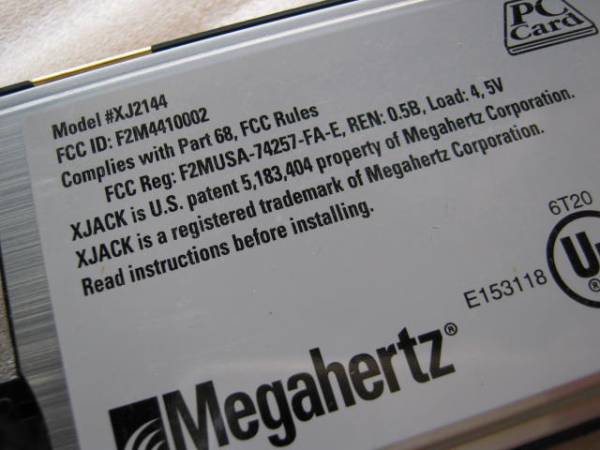 PC
Card
Model #XJ2144
FCC ID: F2M4410002
Complies with Part 68, FCC Rules
FCC Reg: F2MUSA-74257-FA-E, REN: 0.5B, Load: 4, 5V
XJACK is U.S. patent 5,183,404 property of Megahertz Corporation.
XJACK is a registered trademark of Megahertz Corporation.
Read instructions before installing.
6T20
U
®
E153118
Megahertz®